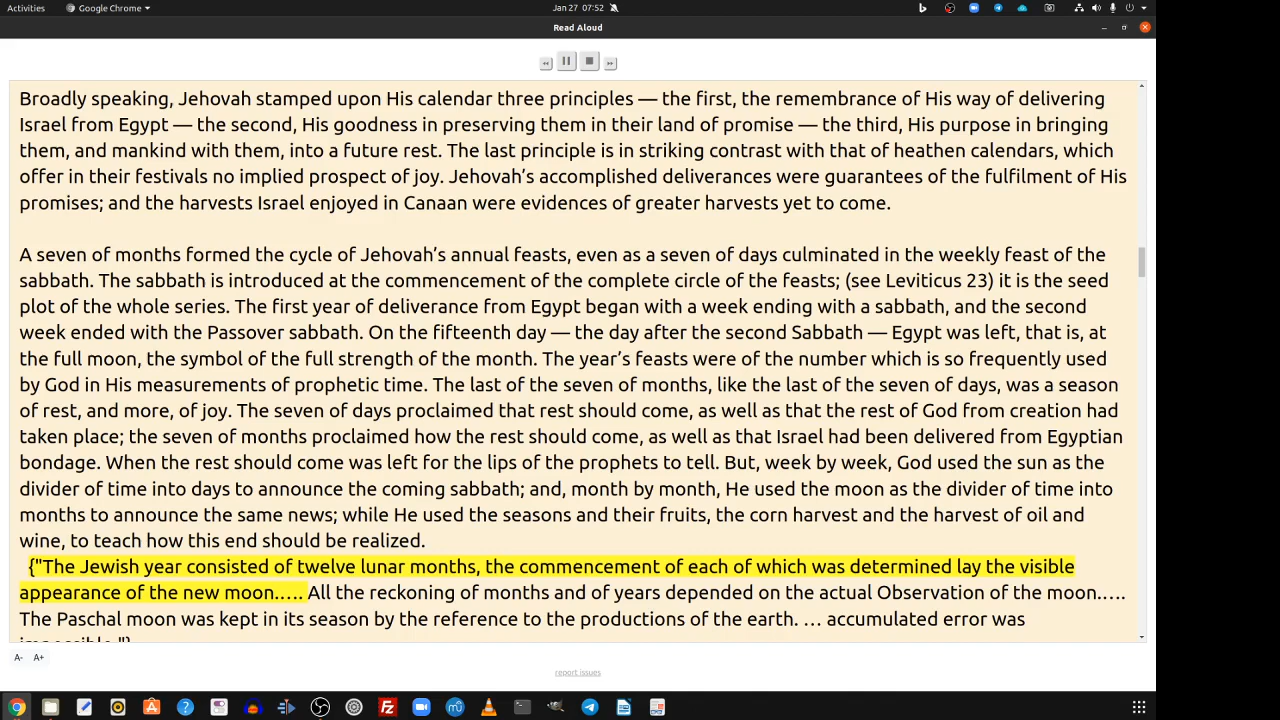 Activities
Google Chrome
Jan 27 07:52
Read Aloud
Broadly speaking, Jehovah stamped upon His calendar three principles — the first, the remembrance of His way of delivering
Israel from Egypt — the second, His goodness in preserving them in their land of promise — the third, His purpose in bringing
them, and mankind with them, into a future rest. The last principle is in striking contrast with that of heathen calendars, which
offer in their festivals no implied prospect of joy. Jehovah’s accomplished deliverances were guarantees of the fulfilment of His
promises; and the harvests Israel enjoyed in Canaan were evidences of greater harvests yet to come.
A seven of months formed the cycle of Jehovah’s annual feasts, even as a seven of days culminated in the weekly feast of the
sabbath. The sabbath is introduced at the commencement of the complete circle of the feasts; (see Leviticus 23) it is the seed
plot of the whole series. The first year of deliverance from Egypt began with a week ending with a sabbath, and the second
week ended with the Passover sabbath. On the fifteenth day — the day after the second Sabbath — Egypt was left, that is, at
the full moon, the symbol of the full strength of the month. The year’s feasts were of the number which is so frequently used
by God in His measurements of prophetic time. The last of the seven of months, like the last of the seven of days, was a season
of rest, and more, of joy. The seven of days proclaimed that rest should come, as well as that the rest of God from creation had
taken place; the seven of months proclaimed how the rest should come, as well as that Israel had been delivered from Egyptian
bondage. When the rest should come was left for the lips of the prophets to tell. But, week by week, God used the sun as the
divider of time into days to announce the coming sabbath; and, month by month, He used the moon as the divider of time into
months to announce the same news; while He used the seasons and their fruits, the corn harvest and the harvest of oil and
wine, to teach how this end should be realized.
{"The Jewish year consisted of twelve lunar months, the commencement of each of which was determined lay the visible
appearance of the new moon.…. All the reckoning of months and of years depended on the actual Observation of the moon.….
The Paschal moon was kept in its season by the reference to the productions of the earth. … accumulated error was
impossible."}
A- A+
report issues